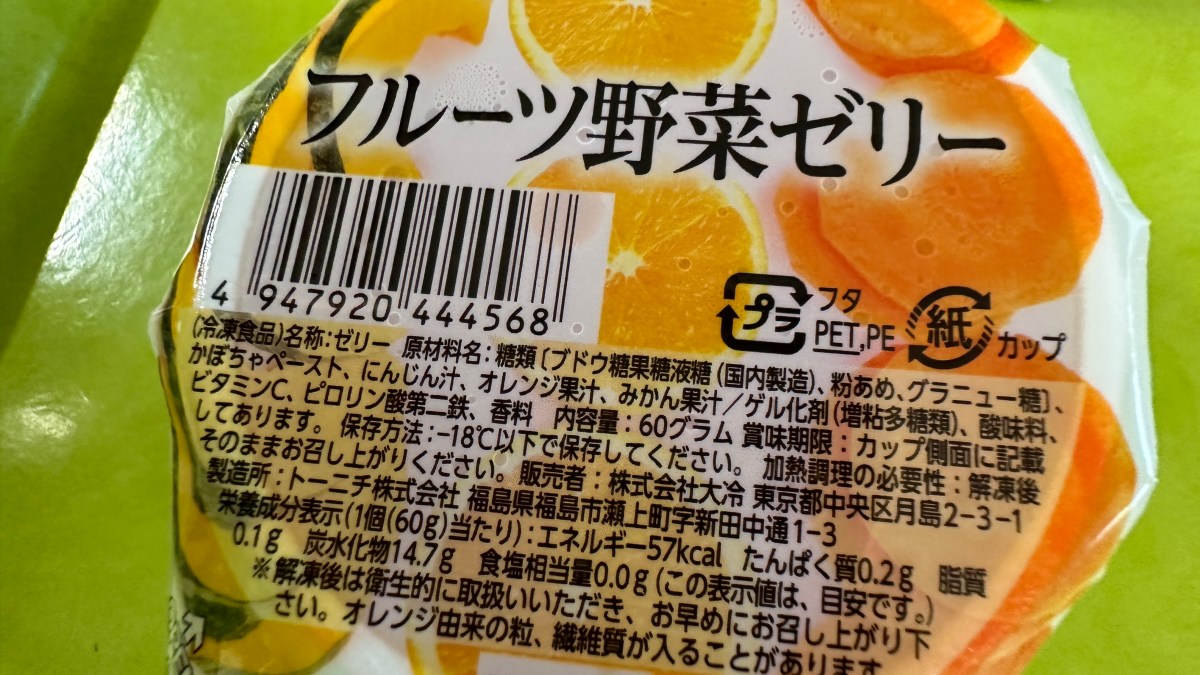 フルーツ野菜ゼリー
4 947920 444568
プラ
フタ
PET,PE
紙
カップ
(冷凍食品)名称:ゼリー 原材料名:糖類〔ブドウ糖果糖液糖(国内製造)、粉あめ、グラニュー糖〕、
かぼちゃペースト、にんじん汁、オレンジ果汁、みかん果汁/ゲル化剤(増粘多糖類)、酸味料、
ビタミンC、ピロリン酸第二鉄、香料 内容量:60グラム 賞味期限:カップ側面に記載
してあります。 保存方法:-18℃以下で保存してください。 加熱調理の必要性:解凍後
そのままお召し上がりください。 販売者:株式会社大冷 東京都中央区月島2-3-1
製造所:トーニチ株式会社 福島県福島市瀬上町字新田中通1-3
栄養成分表示(1個(60g)当たり):エネルギー57kcal たんぱく質0.2g 脂質
0.1g 炭水化物14.7g 食塩相当量0.0g(この表示値は、目安です。)
※解凍後は衛生的に取扱いいただき、お早めにお召し上がり下
さい。オレンジ由来の粒、繊維質が入ることがあります